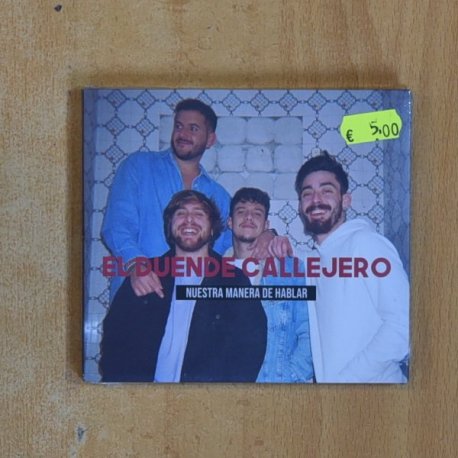 € 5,00
EL DUENDE CALLEJERO
NUESTRA MANERA DE HABLAR